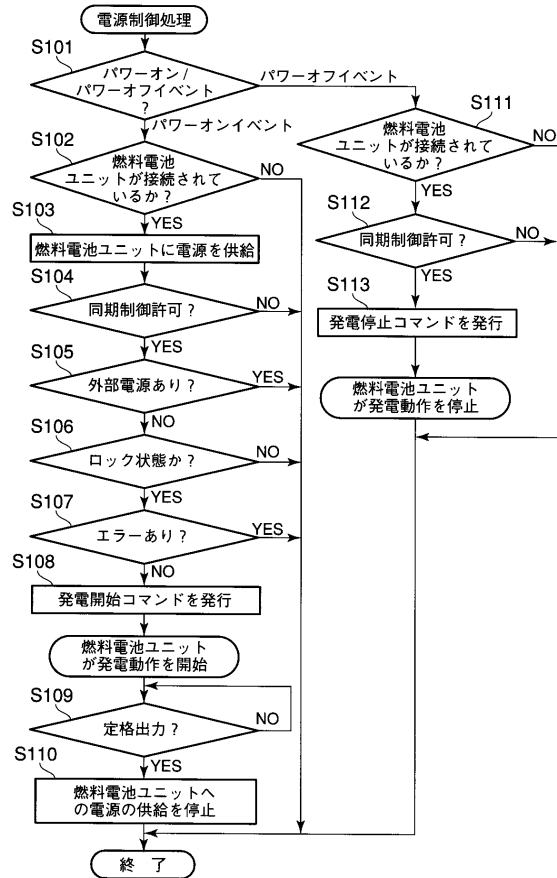 電源制御処理
S101
パワーオン/
パワーオフイベント
?
パワーオフイベント
パワーオンイベント
S102
燃料電池
ユニットが接続されて
いるか?
NO
YES
S103
燃料電池ユニットに電源を供給
S104
同期制御許可?
NO
YES
S105
外部電源あり?
YES
NO
S106
ロック状態か?
NO
YES
S107
エラーあり?
YES
NO
S108
発電開始コマンドを発行
燃料電池ユニット
が発電動作を開始
S109
定格出力?
NO
YES
S110
燃料電池ユニットへ
の電源の供給を停止
終 了
S111
燃料電池
ユニットが接続されて
いるか?
NO
YES
S112
同期制御許可?
NO
YES
S113
発電停止コマンドを発行
燃料電池ユニット
が発電動作を停止